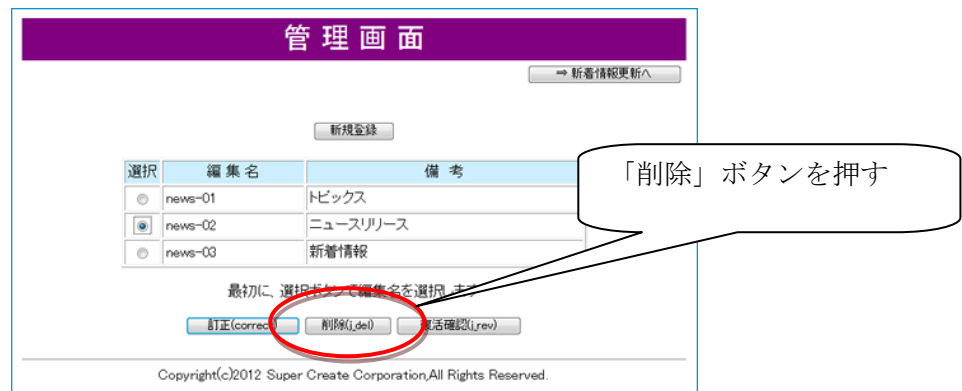 管 理 画 面
⇒ 新着情報更新へ
新規登録
選択 編 集 名 備 考
news-01 トピックス
news-02 ニュースリリース
news-03 新着情報
「削除」ボタンを押す
最初に、選択ボタンで編集名を選択します
訂正(correct) 削除(j_del) 復活確認(j_rev)
Copyright(c)2012 Super Create Corporation,All Rights Reserved.